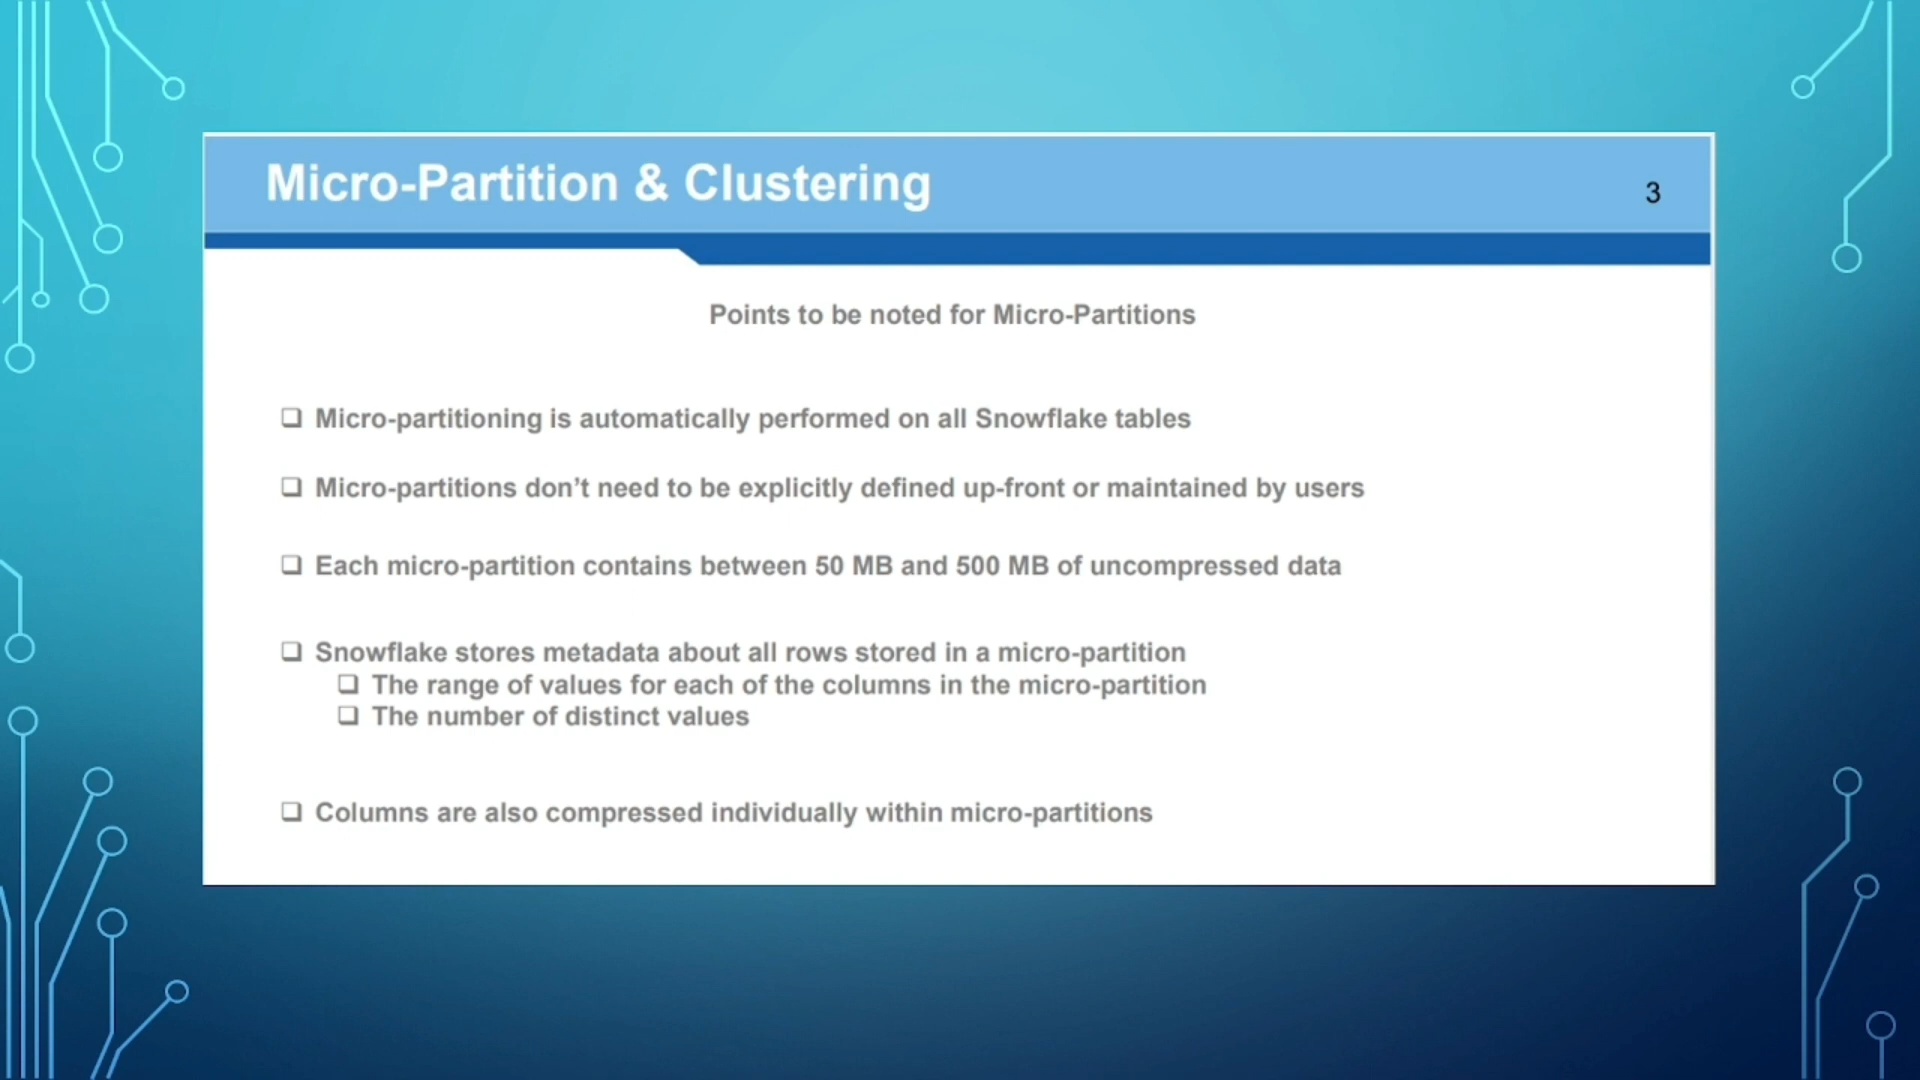 Micro-Partition & Clustering
3
Points to be noted for Micro-Partitions
❑ Micro-partitioning is automatically performed on all Snowflake tables
❑ Micro-partitions don’t need to be explicitly defined up-front or maintained by users
❑ Each micro-partition contains between 50 MB and 500 MB of uncompressed data
❑ Snowflake stores metadata about all rows stored in a micro-partition
❑ The range of values for each of the columns in the micro-partition
❑ The number of distinct values
❑ Columns are also compressed individually within micro-partitions